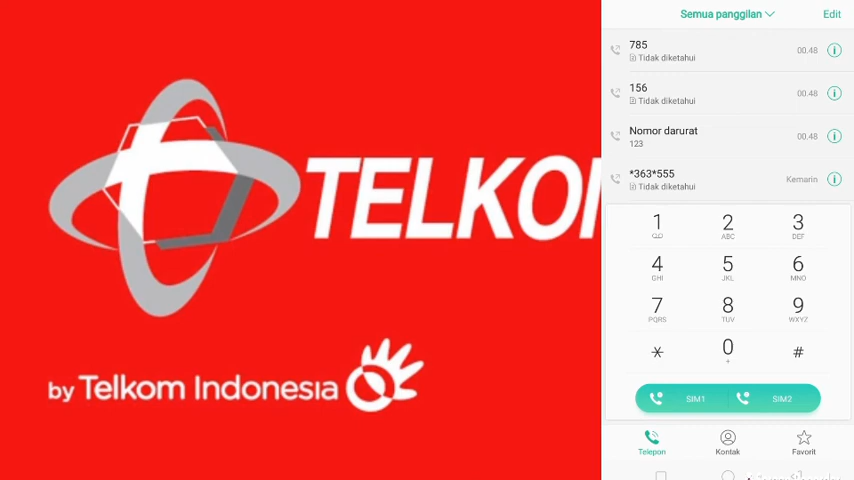 TELKO
by Telkom Indonesia
Semua panggilan
Edit
785
Tidak diketahui
00.48
156
Tidak diketahui
00.48
Nomor darurat
123
00.48
*363*555
Tidak diketahui
Kemarin
1
2 ABC
3 DEF
4 GHI
5 JKL
6 MNO
7 PQRS
8 TUV
9 WXYZ
*
0 +
#
SIM1
SIM2
Telepon
Kontak
Favorit